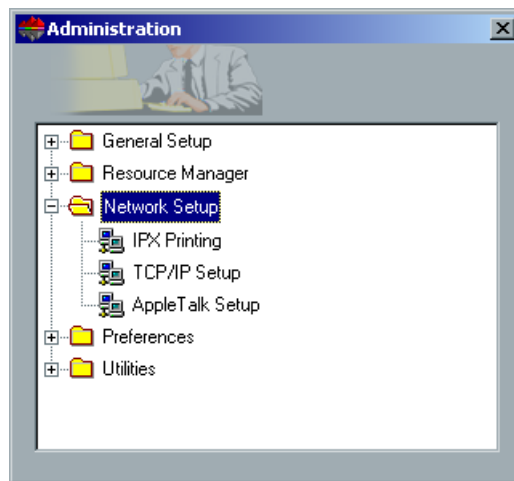 Administration
General Setup
Resource Manager
Network Setup
IPX Printing
TCP/IP Setup
AppleTalk Setup
Preferences
Utilities